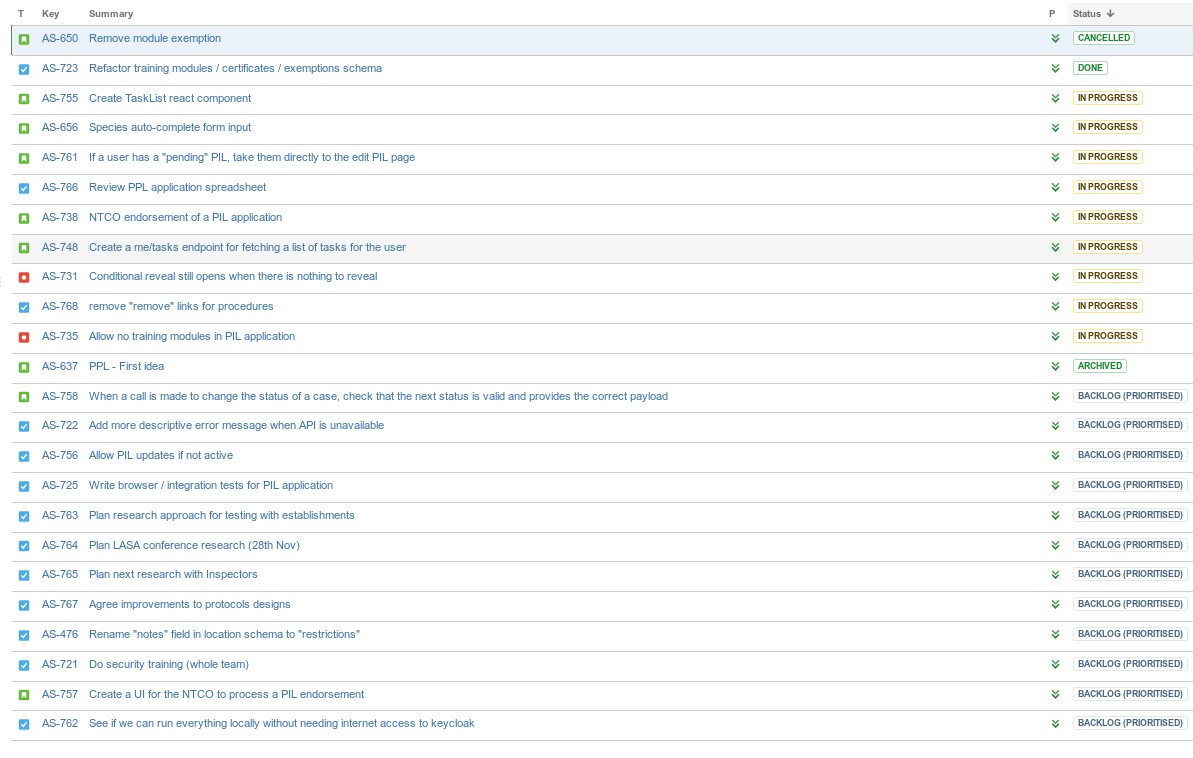 T Key Summary P Status
AS-650 Remove module exemption CANCELLED
AS-723 Refactor training modules / certificates / exemptions schema DONE
AS-755 Create TaskList react component IN PROGRESS
AS-656 Species auto-complete form input IN PROGRESS
AS-761 If a user has a "pending" PIL, take them directly to the edit PIL page IN PROGRESS
AS-766 Review PPL application spreadsheet IN PROGRESS
AS-738 NTCO endorsement of a PIL application IN PROGRESS
AS-748 Create a me/tasks endpoint for fetching a list of tasks for the user IN PROGRESS
AS-731 Conditional reveal still opens when there is nothing to reveal IN PROGRESS
AS-768 remove "remove" links for procedures IN PROGRESS
AS-735 Allow no training modules in PIL application IN PROGRESS
AS-637 PPL - First idea ARCHIVED
AS-758 When a call is made to change the status of a case, check that the next status is valid and provides the correct payload BACKLOG (PRIORITISED)
AS-722 Add more descriptive error message when API is unavailable BACKLOG (PRIORITISED)
AS-756 Allow PIL updates if not active BACKLOG (PRIORITISED)
AS-725 Write browser / integration tests for PIL application BACKLOG (PRIORITISED)
AS-763 Plan research approach for testing with establishments BACKLOG (PRIORITISED)
AS-764 Plan LASA conference research (28th Nov) BACKLOG (PRIORITISED)
AS-765 Plan next research with Inspectors BACKLOG (PRIORITISED)
AS-767 Agree improvements to protocols designs BACKLOG (PRIORITISED)
AS-476 Rename "notes" field in location schema to "restrictions" BACKLOG (PRIORITISED)
AS-721 Do security training (whole team) BACKLOG (PRIORITISED)
AS-757 Create a UI for the NTCO to process a PIL endorsement BACKLOG (PRIORITISED)
AS-762 See if we can run everything locally without needing internet access to keycloak BACKLOG (PRIORITISED)